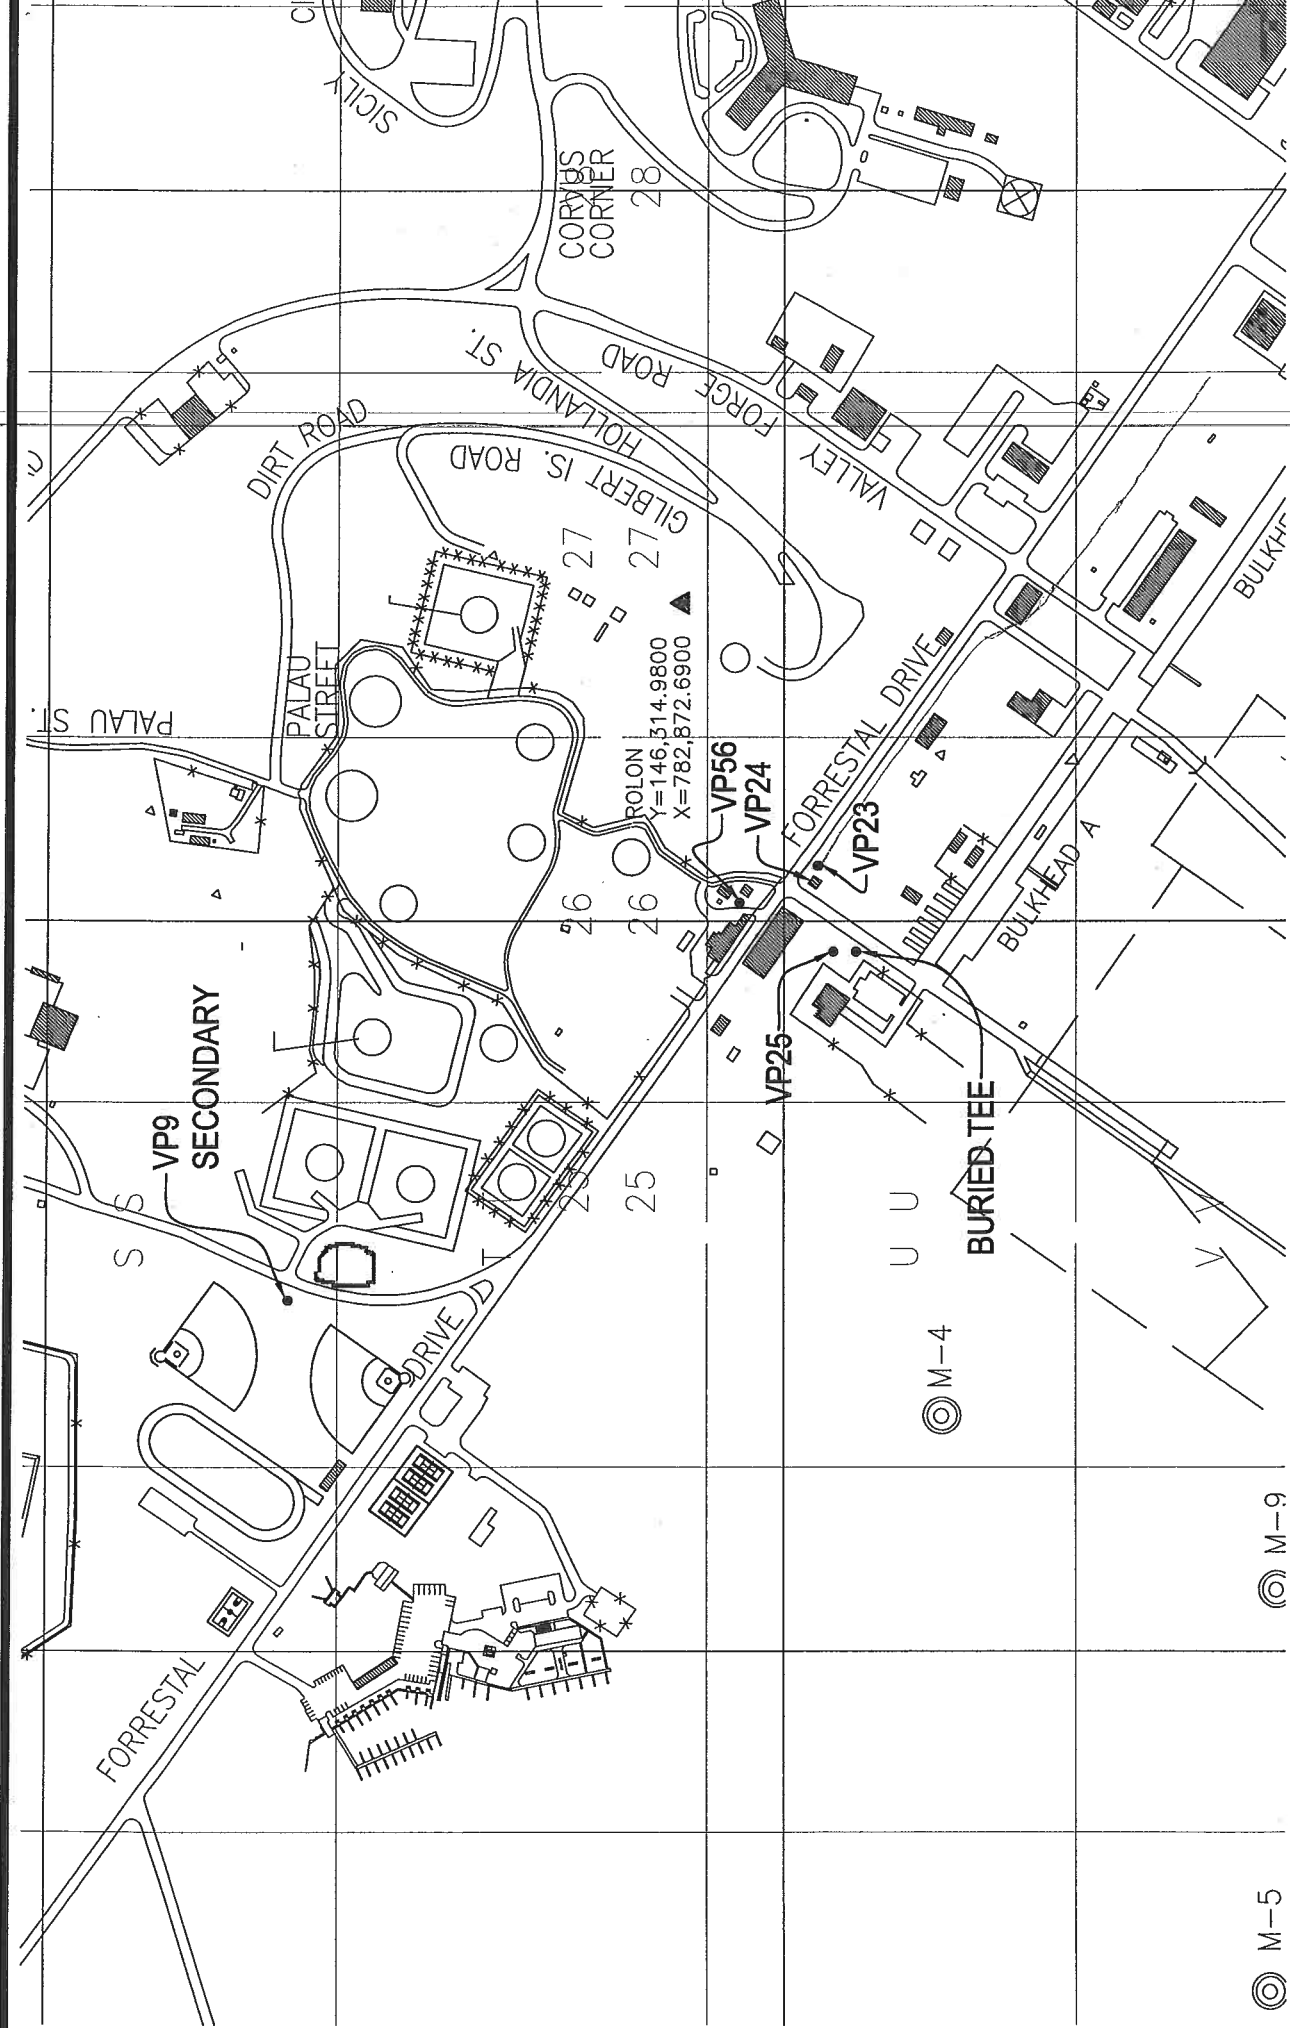 SICILY
CORVUS
CORNER
28
28
HOLLANDIA ST.
VALLEY FORGE ROAD
DIRT ROAD
GILBERT IS. ROAD
27
27
PALAU ST.
PALAU
STREET
ROLON
Y=146,314.9800
X=782,872.6900
VP56
VP24
FORRESTAL DRIVE
VP23
BULKHEAD A
26
26
VP9
SECONDARY
VP25
BURIED TEE
S
S
T
25
25
U
U
V
V
DRIVE
FORRESTAL
M-4
M-9
M-5